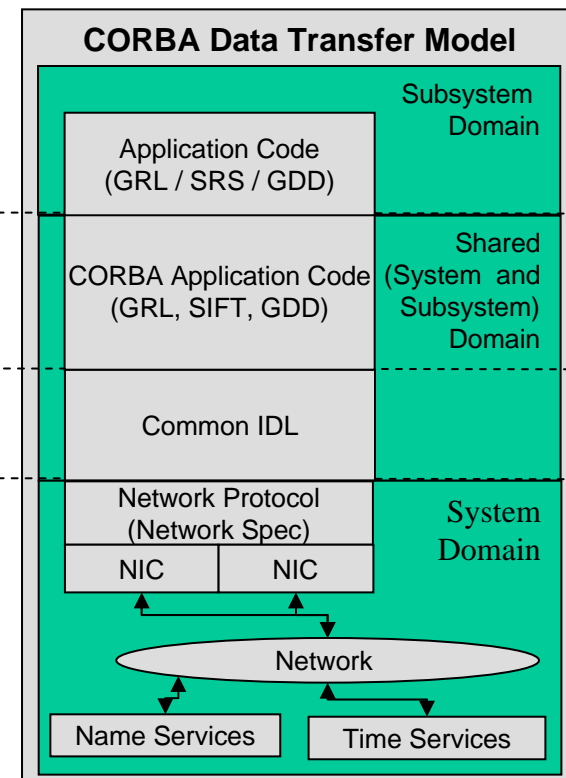 CORBA Data Transfer Model
Subsystem
Domain
Application Code
(GRL / SRS / GDD)
Shared
(System and
Subsystem)
Domain
CORBA Application Code
(GRL, SIFT, GDD)
Common IDL
Network Protocol
(Network Spec)
System
Domain
NIC
NIC
Network
Name Services
Time Services